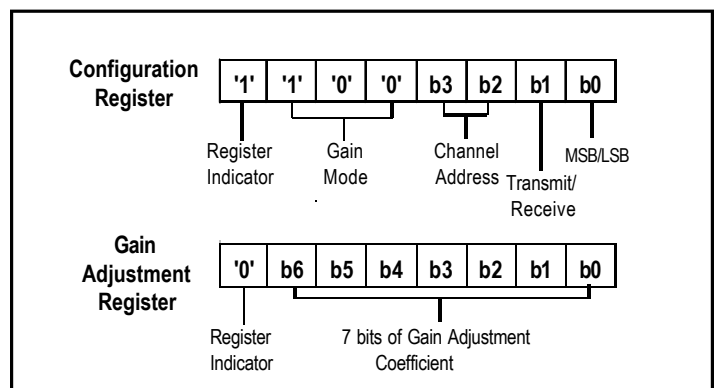 Configuration
Register
'1' '1' '0' '0' b3 b2 b1 b0
Register
Indicator
Gain
Mode
Channel
Address
Transmit/
Receive
MSB/LSB
Gain
Adjustment
Register
'0' b6 b5 b4 b3 b2 b1 b0
Register
Indicator
7 bits of Gain Adjustment
Coefficient